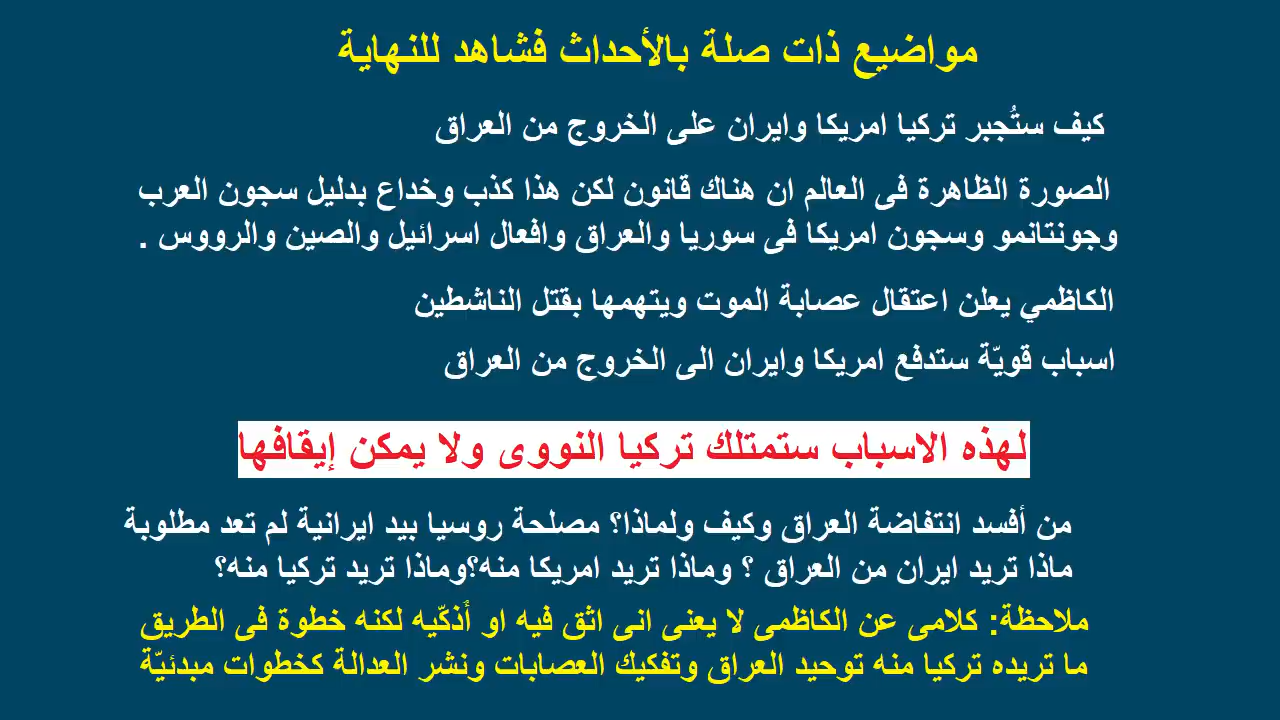 مواضيع ذات صلة بالأحداث فشاهد للنهاية
كيف ستُجبر تركيا امريكا وايران على الخروج من العراق
الصورة الظاهرة فى العالم ان هناك قانون لكن هذا كذب وخداع بدليل سجون العرب
وجونتانمو وسجون امريكا فى سوريا والعراق وافعال اسرائيل والصين والرووس .
الكاظمي يعلن اعتقال عصابة الموت ويتهمها بقتل الناشطين
اسباب قويّة ستدفع امريكا وايران الى الخروج من العراق
لهذه الاسباب ستمتلك تركيا النووى ولا يمكن إيقافها
من أفسد انتفاضة العراق وكيف ولماذا؟ مصلحة روسيا بيد ايرانية لم تعد مطلوبة
ماذا تريد ايران من العراق ؟ وماذا تريد امريكا منه؟وماذا تريد تركيا منه؟
ملاحظة: كلامى عن الكاظمى لا يعنى انى اثق فيه او أذكّيه لكنه خطوة فى الطريق
ما تريده تركيا منه توحيد العراق وتفكيك العصابات ونشر العدالة كخطوات مبدئيّة